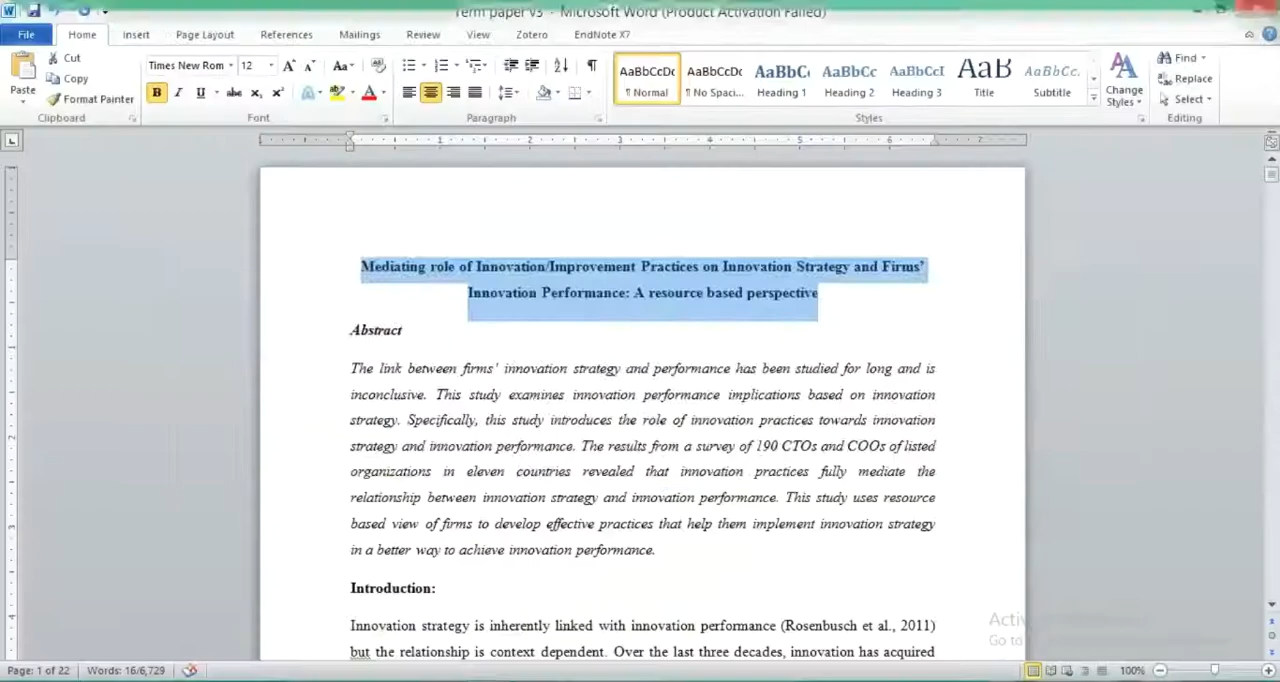 Term paper v3 - Microsoft Word (Product Activation Failed)
File Home Insert Page Layout References Mailings Review View Zotero EndNote X7
Paste
Cut
Copy
Format Painter
Clipboard
Times New Rom 12
Font
Paragraph
AaBbCcDc AaBbCcDc AaBbC AaBbCc AaBbCcI AaB AaBbCc.
¶ Normal ¶ No Spaci... Heading 1 Heading 2 Heading 3 Title Subtitle
Styles
Change
Styles
Find
Replace
Select
Editing
Mediating role of Innovation/Improvement Practices on Innovation Strategy and Firms'
Innovation Performance: A resource based perspective
Abstract
The link between firms' innovation strategy and performance has been studied for long and is
inconclusive. This study examines innovation performance implications based on innovation
strategy. Specifically, this study introduces the role of innovation practices towards innovation
strategy and innovation performance. The results from a survey of 190 CTOs and COOs of listed
organizations in eleven countries revealed that innovation practices fully mediate the
relationship between innovation strategy and innovation performance. This study uses resource
based view of firms to develop effective practices that help them implement innovation strategy
in a better way to achieve innovation performance.
Introduction:
Innovation strategy is inherently linked with innovation performance (Rosenbusch et al., 2011)
but the relationship is context dependent. Over the last three decades, innovation has acquired
Page: 1 of 22 Words: 16/6,729 100%